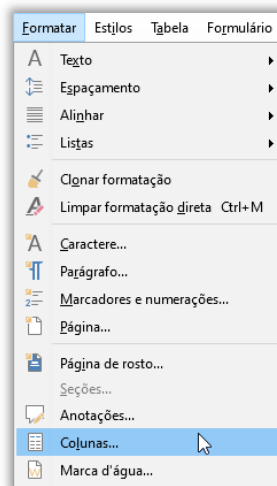 Formatar Estilos Tabela Formulário
Texto
Espaçamento
Alinhar
Listas
Clonar formatação
Limpar formatação direta Ctrl+M
Caractere...
Parágrafo...
Marcadores e numerações...
Página...
Página de rosto...
Seções...
Anotações...
Colunas...
Marca d'água...